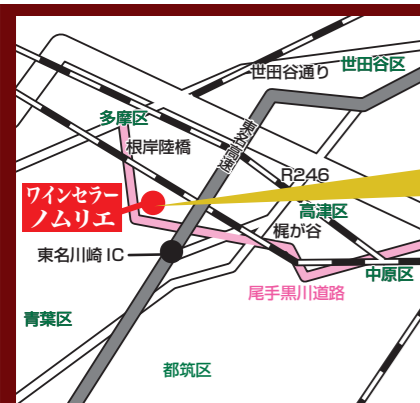 世田谷通り
世田谷区
多摩区
東名高速
根岸陸橋
R246
ワインセラー
ノムリエ
高津区
梶が谷
東名川崎IC
中原区
尾手黒川道路
青葉区
都筑区